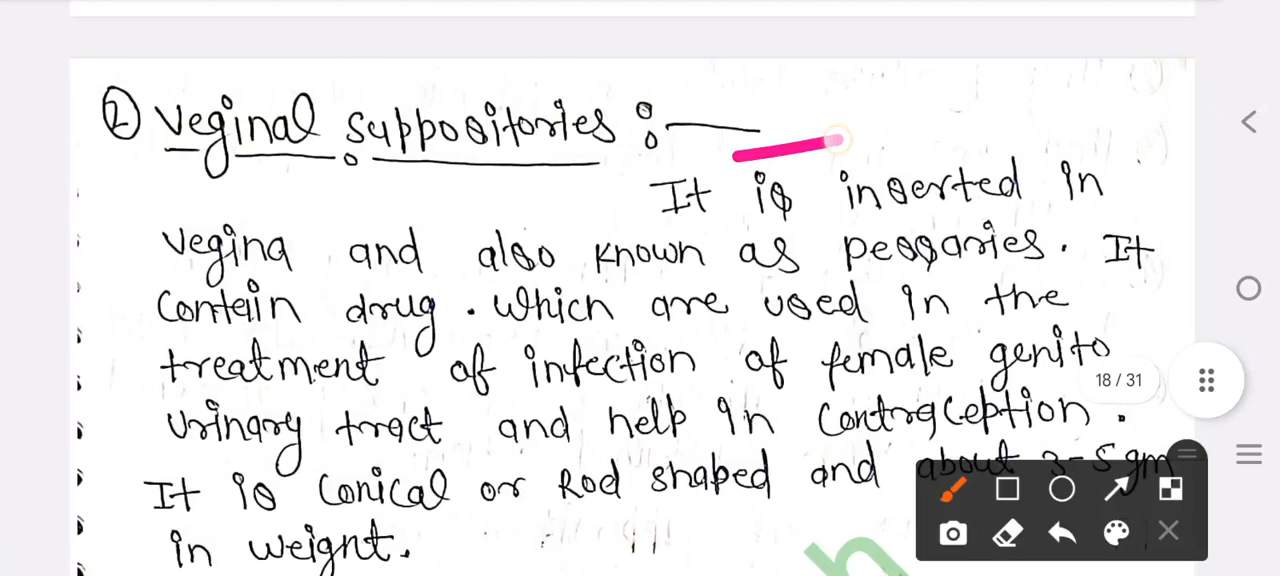 ② Veginal suppositories :-
It is inserted in
vegina and also known as pessaries. It
Contain drug. which are used in the
treatment of infection of female genito
urinary tract and help in contraception.
18 / 31
It is conical or Rod shaped and about 3-5 gm
in weight.